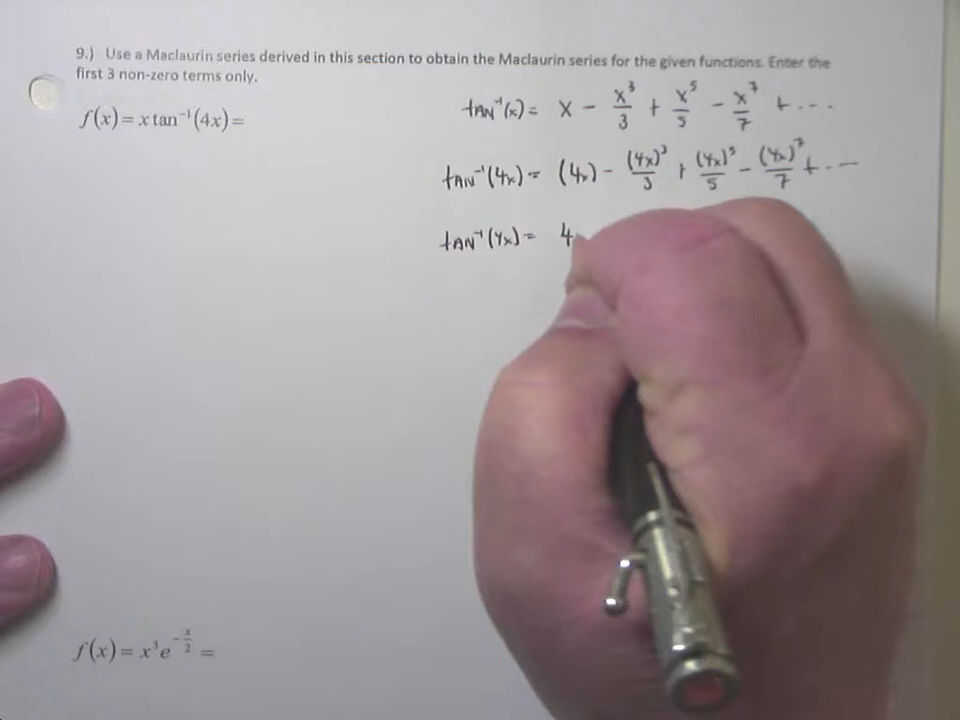 9.) Use a Maclaurin series derived in this section to obtain the Maclaurin series for the given functions. Enter the
first 3 non-zero terms only.
f(x) = x tan⁻¹(4x) =
tAN⁻¹(x) = x - x³/3 + x⁵/5 - x⁷/7 + ...
tAN⁻¹(4x) = (4x) - (4x)³/3 + (4x)⁵/5 - (4x)⁷/7 + ...
tAN⁻¹(4x) = 4
f(x) = x³e^(-x/2) =